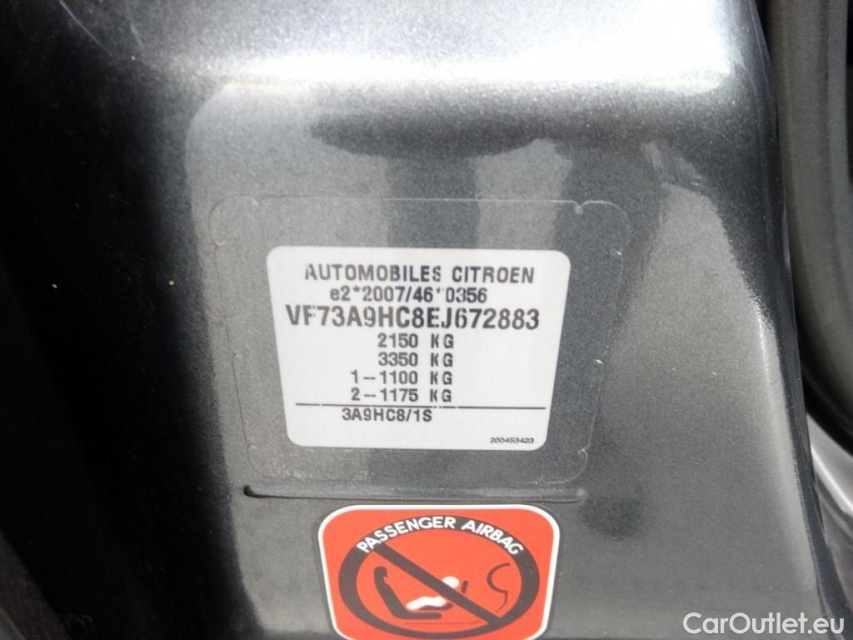 AUTOMOBILES CITROEN
e2*2007/46*0356
VF73A9HC8EJ672883
2150 KG
3350 KG
1--1100 KG
2--1175 KG
3A9HC8/1S
200453423
PASSENGER AIRBAG
CarOutlet.eu